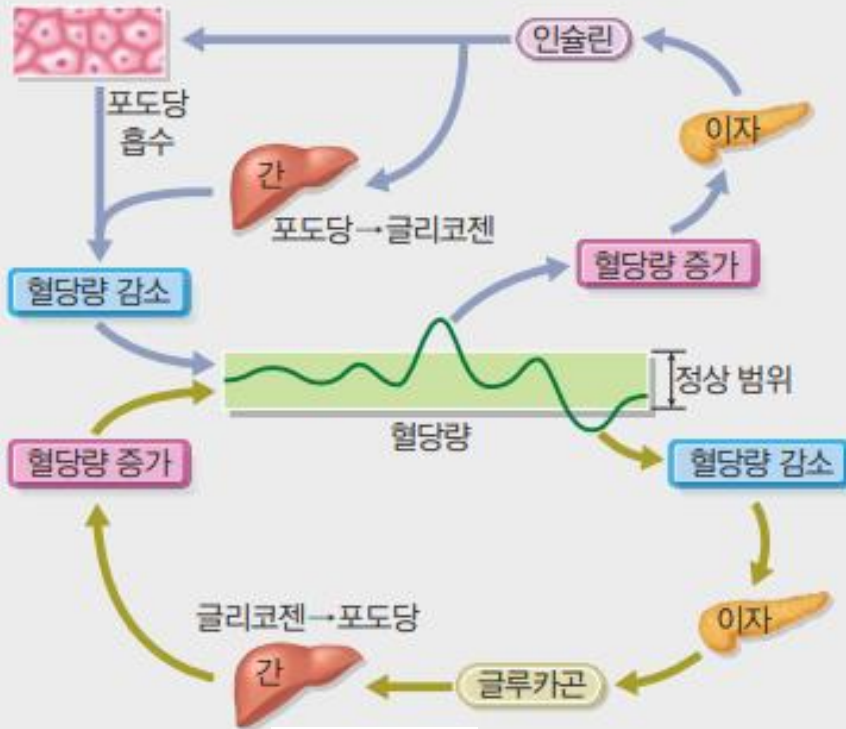 인슐린
포도당
흡수
이자
간
포도당→글리코젠
혈당량 증가
혈당량 감소
정상 범위
혈당량
혈당량 증가
혈당량 감소
글리코젠→포도당
이자
간
글루카곤